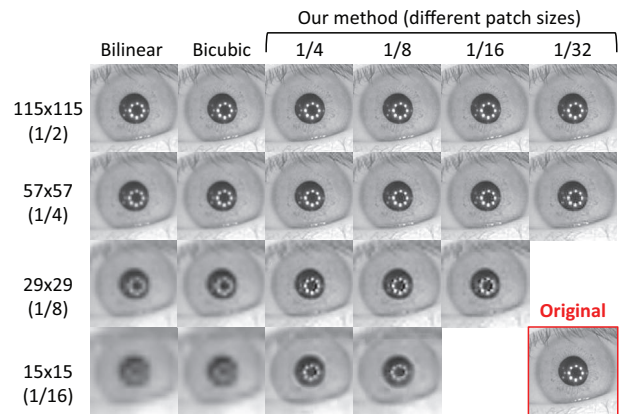 Our method (different patch sizes)
Bilinear Bicubic 1/4 1/8 1/16 1/32
115x115
(1/2)
57x57
(1/4)
29x29
(1/8)
Original
15x15
(1/16)